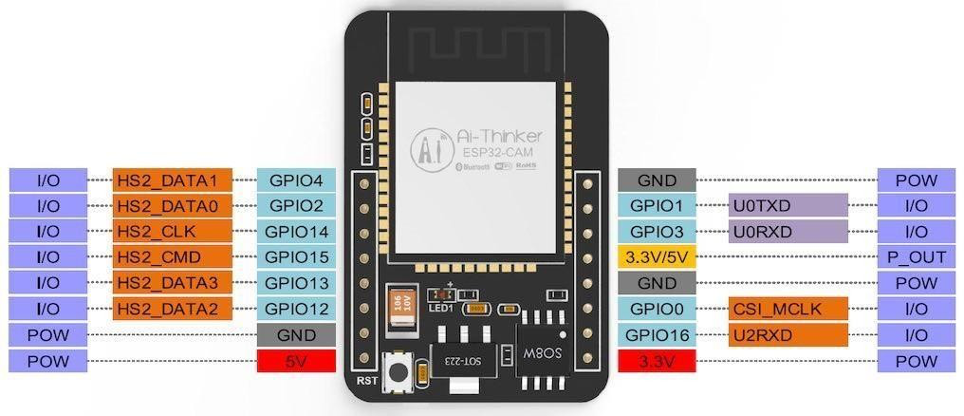 Ai-Thinker
A.I
ESP32-CAM
Bluetooth WiFi RoHS
I/O HS2_DATA1 GPIO4 GND POW
I/O HS2_DATA0 GPIO2 GPIO1 U0TXD I/O
I/O HS2_CLK GPIO14 GPIO3 U0RXD I/O
I/O HS2_CMD GPIO15 3.3V/5V P_OUT
I/O HS2_DATA3 GPIO13 GND POW
I/O HS2_DATA2 GPIO12 GPIO0 CSI_MCLK I/O
POW GND GPIO16 U2RXD I/O
POW 5V 3.3V POW
106
10V
+
LED1
SOT-223
SO8W
RST